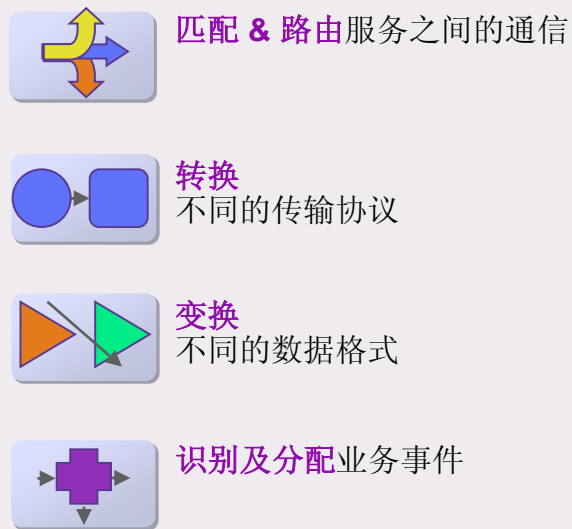 匹配 & 路由服务之间的通信
转换
不同的传输协议
变换
不同的数据格式
识别及分配业务事件